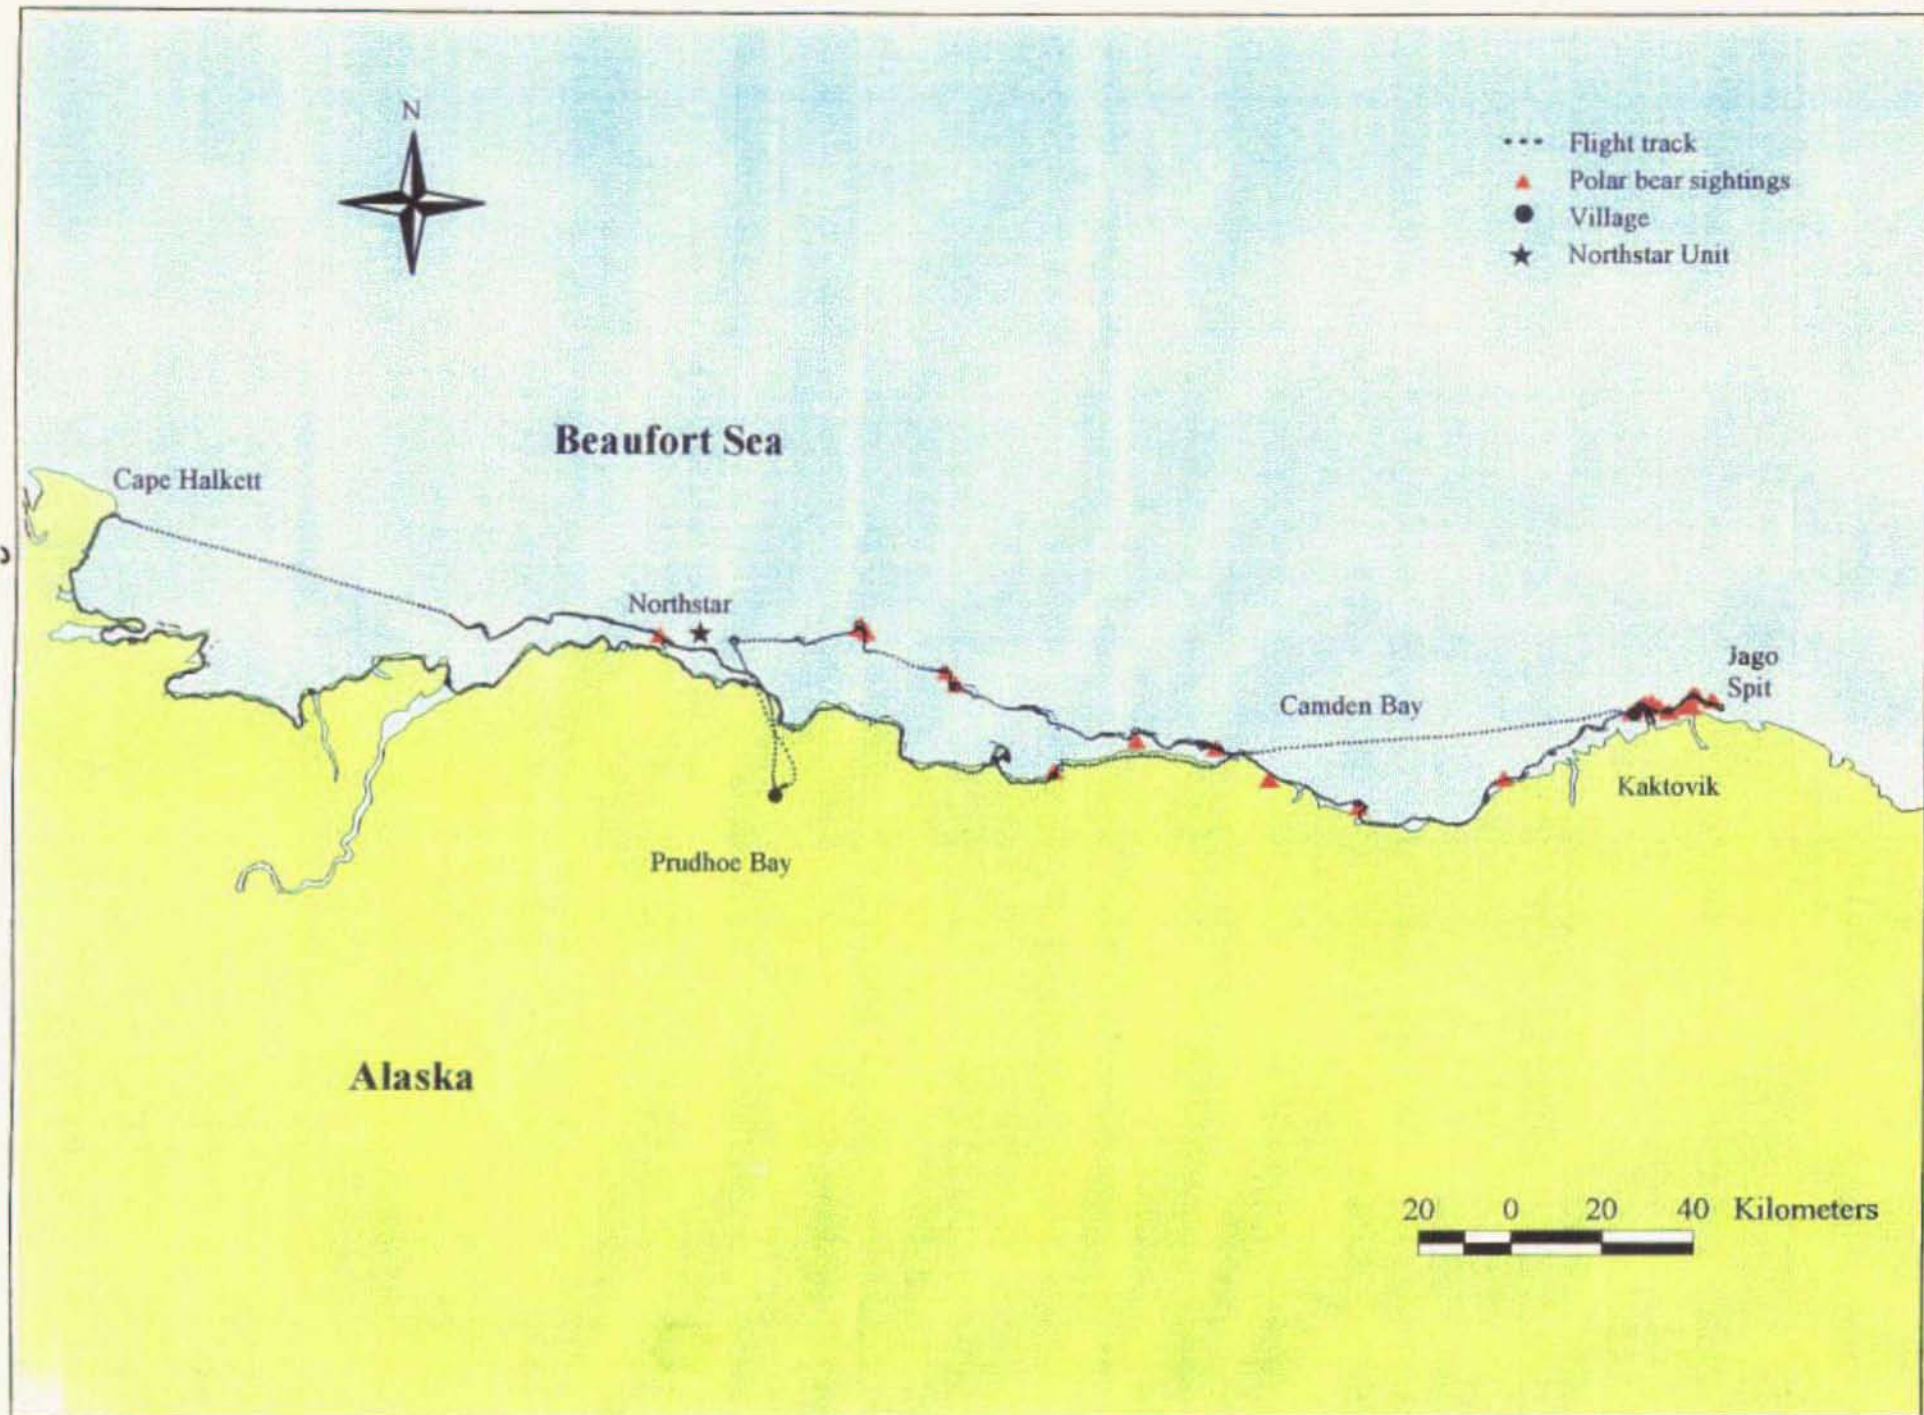 N
Flight track
Polar bear sightings
Village
Northstar Unit
Beaufort Sea
Cape Halkett
Northstar
Jago
Spit
Camden Bay
Kaktovik
Prudhoe Bay
Alaska
20 0 20 40 Kilometers